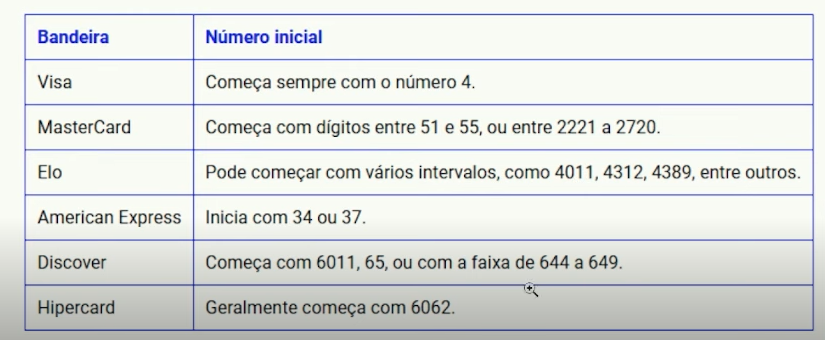 Bandeira Número inicial
Visa Começa sempre com o número 4.
MasterCard Começa com dígitos entre 51 e 55, ou entre 2221 a 2720.
Elo Pode começar com vários intervalos, como 4011, 4312, 4389, entre outros.
American Express Inicia com 34 ou 37.
Discover Começa com 6011, 65, ou com a faixa de 644 a 649.
Hipercard Geralmente começa com 6062.